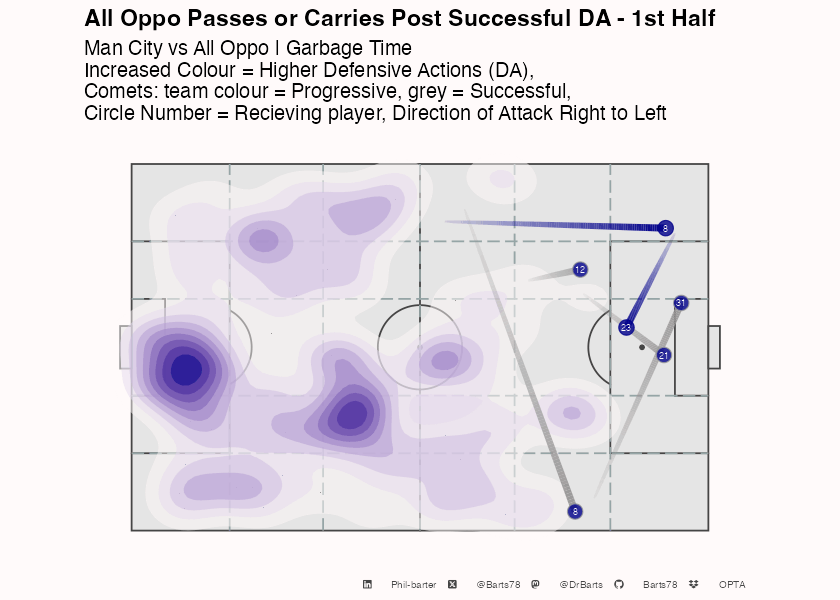 All Oppo Passes or Carries Post Successful DA - 1st Half
Man City vs All Oppo | Garbage Time
Increased Colour = Higher Defensive Actions (DA),
Comets: team colour = Progressive, grey = Successful,
Circle Number = Recieving player, Direction of Attack Right to Left
8
12
31
23
21
8
Phil-barter @Barts78 @DrBarts Barts78 OPTA